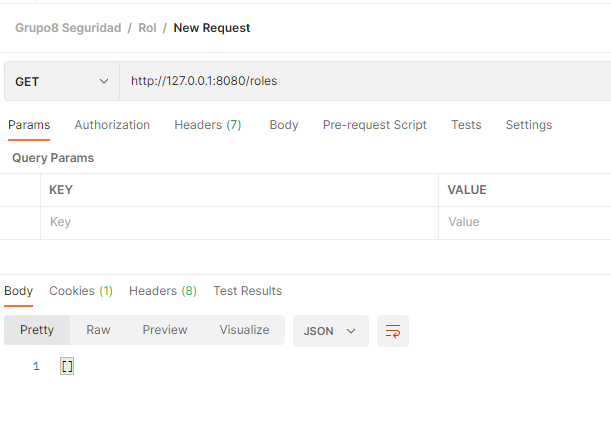 Grupo8 Seguridad / Rol / New Request
GET http://127.0.0.1:8080/roles
Params Authorization Headers (7) Body Pre-request Script Tests Settings
Query Params
KEY VALUE
Key Value
Body Cookies (1) Headers (8) Test Results
Pretty Raw Preview Visualize JSON
1 []